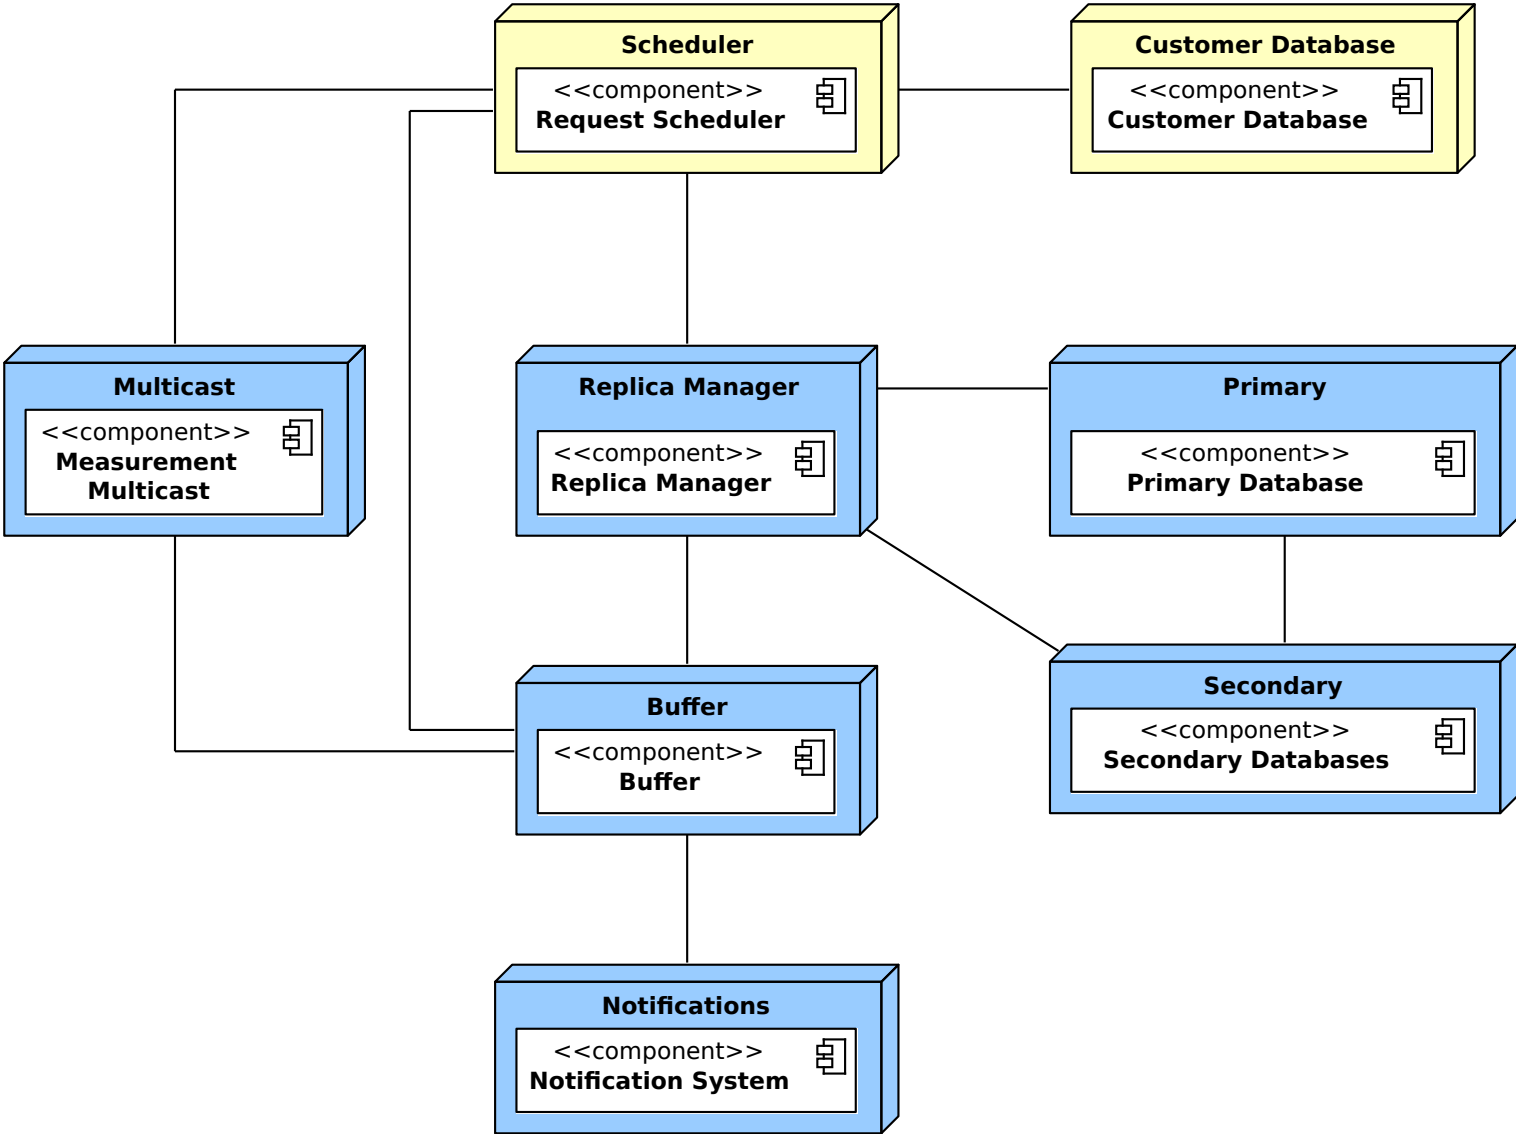 Scheduler
<<component>>
Request Scheduler
Customer Database
<<component>>
Customer Database
Multicast
<<component>>
Measurement
Multicast
Replica Manager
<<component>>
Replica Manager
Primary
<<component>>
Primary Database
Buffer
<<component>>
Buffer
Secondary
<<component>>
Secondary Databases
Notifications
<<component>>
Notification System